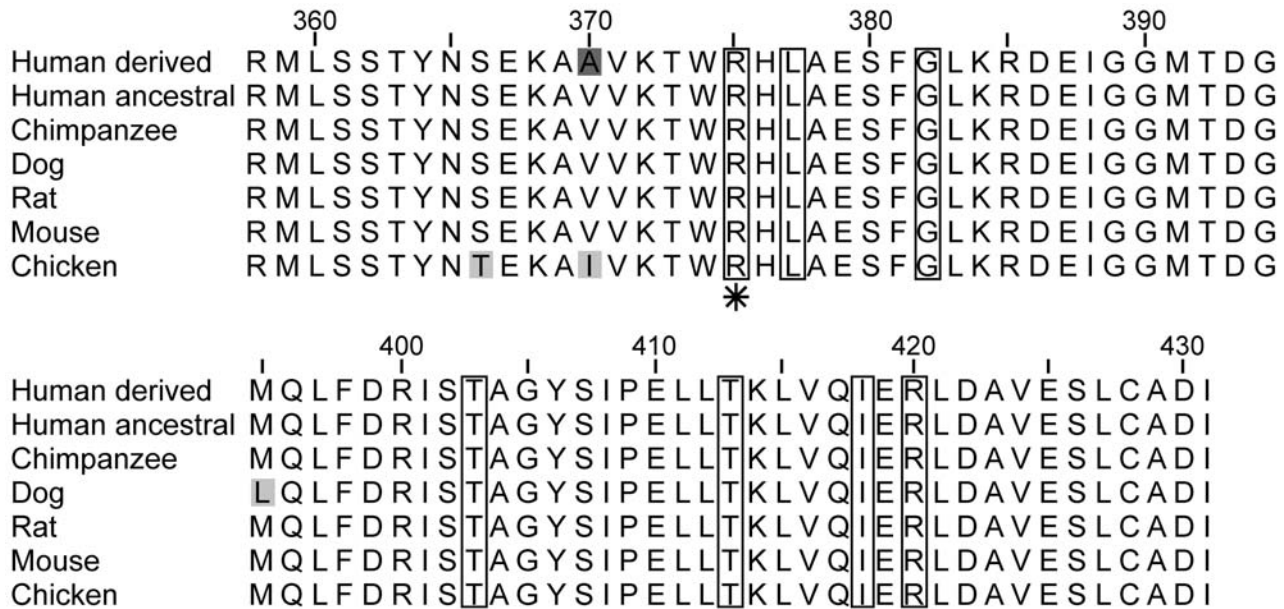 360 370 380 390
Human derived R M L S S T Y N S E K A A V K T W R H L A E S F G L K R D E I G G M T D G
Human ancestral R M L S S T Y N S E K A V V K T W R H L A E S F G L K R D E I G G M T D G
Chimpanzee R M L S S T Y N S E K A V V K T W R H L A E S F G L K R D E I G G M T D G
Dog R M L S S T Y N S E K A V V K T W R H L A E S F G L K R D E I G G M T D G
Rat R M L S S T Y N S E K A V V K T W R H L A E S F G L K R D E I G G M T D G
Mouse R M L S S T Y N S E K A V V K T W R H L A E S F G L K R D E I G G M T D G
Chicken R M L S S T Y N T E K A I V K T W R H L A E S F G L K R D E I G G M T D G
*
400 410 420 430
Human derived M Q L F D R I S T A G Y S I P E L L T K L V Q I E R L D A V E S L C A D I
Human ancestral M Q L F D R I S T A G Y S I P E L L T K L V Q I E R L D A V E S L C A D I
Chimpanzee M Q L F D R I S T A G Y S I P E L L T K L V Q I E R L D A V E S L C A D I
Dog L Q L F D R I S T A G Y S I P E L L T K L V Q I E R L D A V E S L C A D I
Rat M Q L F D R I S T A G Y S I P E L L T K L V Q I E R L D A V E S L C A D I
Mouse M Q L F D R I S T A G Y S I P E L L T K L V Q I E R L D A V E S L C A D I
Chicken M Q L F D R I S T A G Y S I P E L L T K L V Q I E R L D A V E S L C A D I